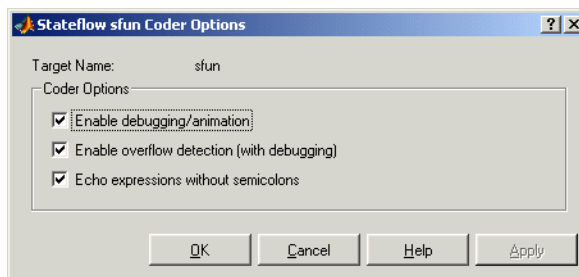 Stateflow sfun Coder Options
Target Name: sfun
Coder Options
Enable debugging/animation
Enable overflow detection (with debugging)
Echo expressions without semicolons
OK Cancel Help Apply